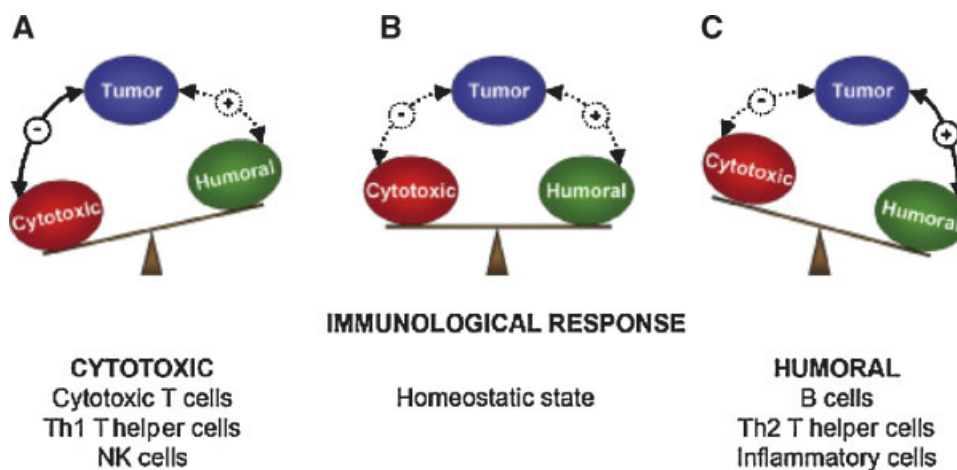 A
B
C
Tumor
+
-
Humoral
Cytotoxic
Tumor
-
+
Cytotoxic
Humoral
Tumor
-
+
Cytotoxic
Humoral
IMMUNOLOGICAL RESPONSE
CYTOTOXIC
Cytotoxic T cells
Th1 T helper cells
NK cells
Homeostatic state
HUMORAL
B cells
Th2 T helper cells
Inflammatory cells